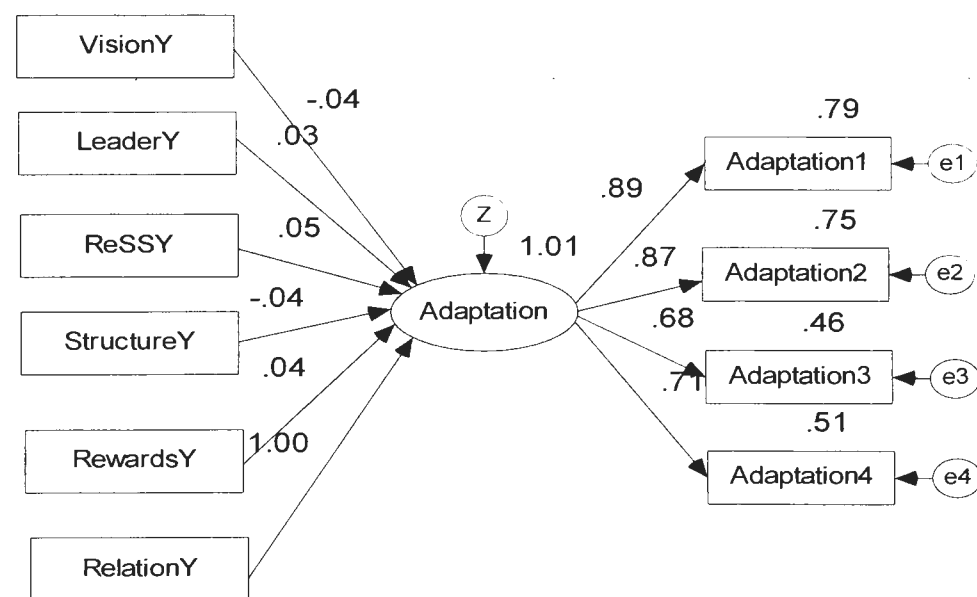 VisionY
-.04
.79
LeaderY
.03
Adaptation1
e1
.89
ReSSY
.05
Z
1.01
.87
.75
Adaptation2
e2
-.04
Adaptation
.68
.46
StructureY
.04
.71
Adaptation3
e3
.51
RewardsY
1.00
Adaptation4
e4
RelationY